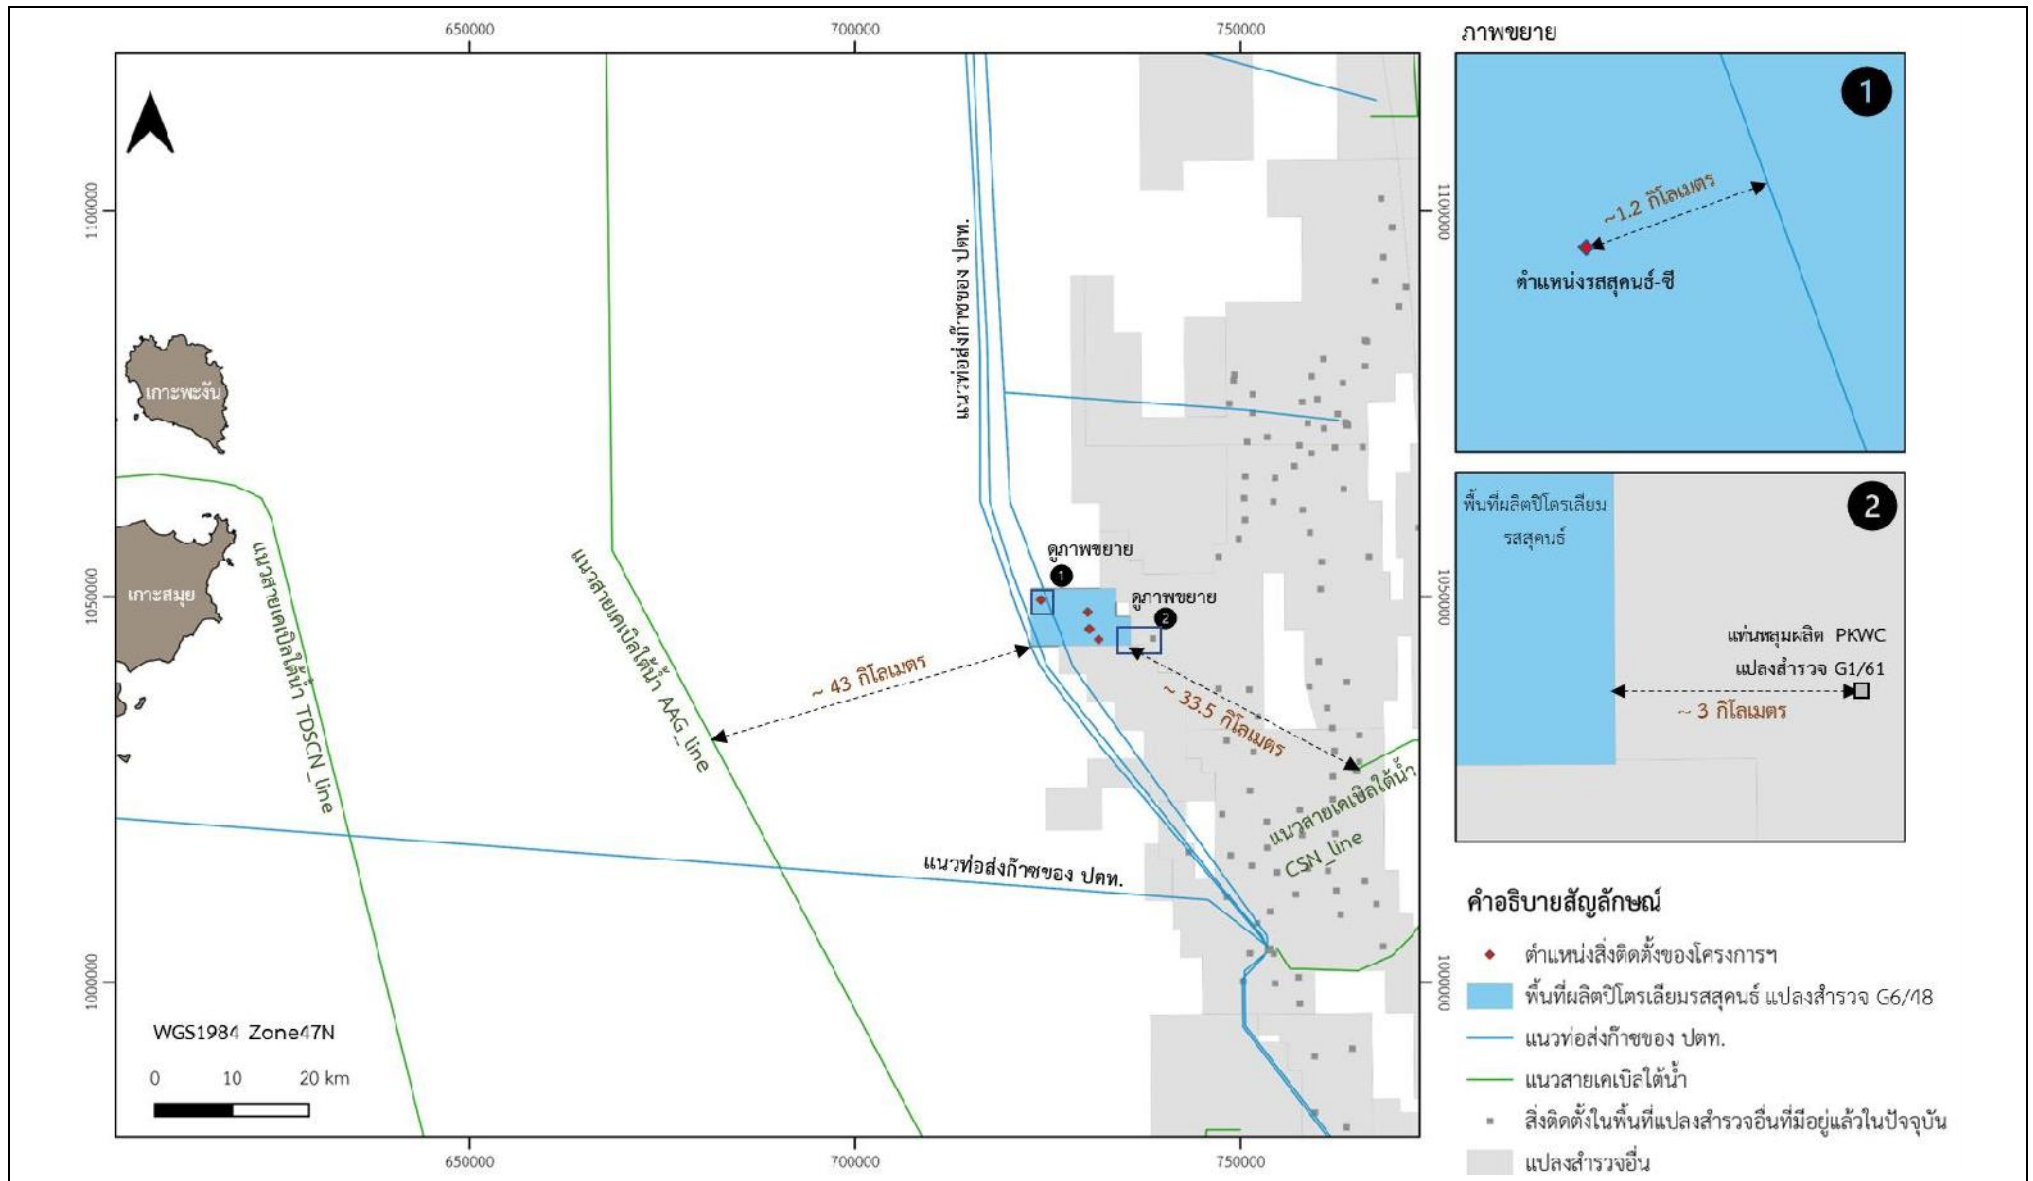 650000
700000
750000
ภาพขยาย
1
~1.2 กิโลเมตร
ตำแหน่งรสสุคนธ์-ซี
1100000
1100000
แนวท่อส่งก๊าซของ ปตท.
เกาะพะงัน
พื้นที่ผลิตปิโตรเลียม
รสสุคนธ์
2
ดูภาพขยาย
1
ดูภาพขยาย
2
1050000
1050000
เกาะสมุย
แนวสายเคเบิลใต้น้ำ TDSCN_line
แนวสายเคเบิลใต้น้ำ AAG_line
~ 43 กิโลเมตร
~ 33.5 กิโลเมตร
แท่นหลุมผลิต PKWC
แปลงสำรวจ G1/61
~ 3 กิโลเมตร
แนวสายเคเบิลใต้น้ำ
CSN_line
แนวท่อส่งก๊าซของ ปตท.
1000000
1000000
WGS1984 Zone47N
0 10 20 km
คำอธิบายสัญลักษณ์
ตำแหน่งสิ่งติดตั้งของโครงการฯ
พื้นที่ผลิตปิโตรเลียมรสสุคนธ์ แปลงสำรวจ G6/48
แนวท่อส่งก๊าซของ ปตท.
แนวสายเคเบิลใต้น้ำ
สิ่งติดตั้งในพื้นที่แปลงสำรวจอื่นที่มีอยู่แล้วในปัจจุบัน
แปลงสำรวจอื่น
650000
700000
750000